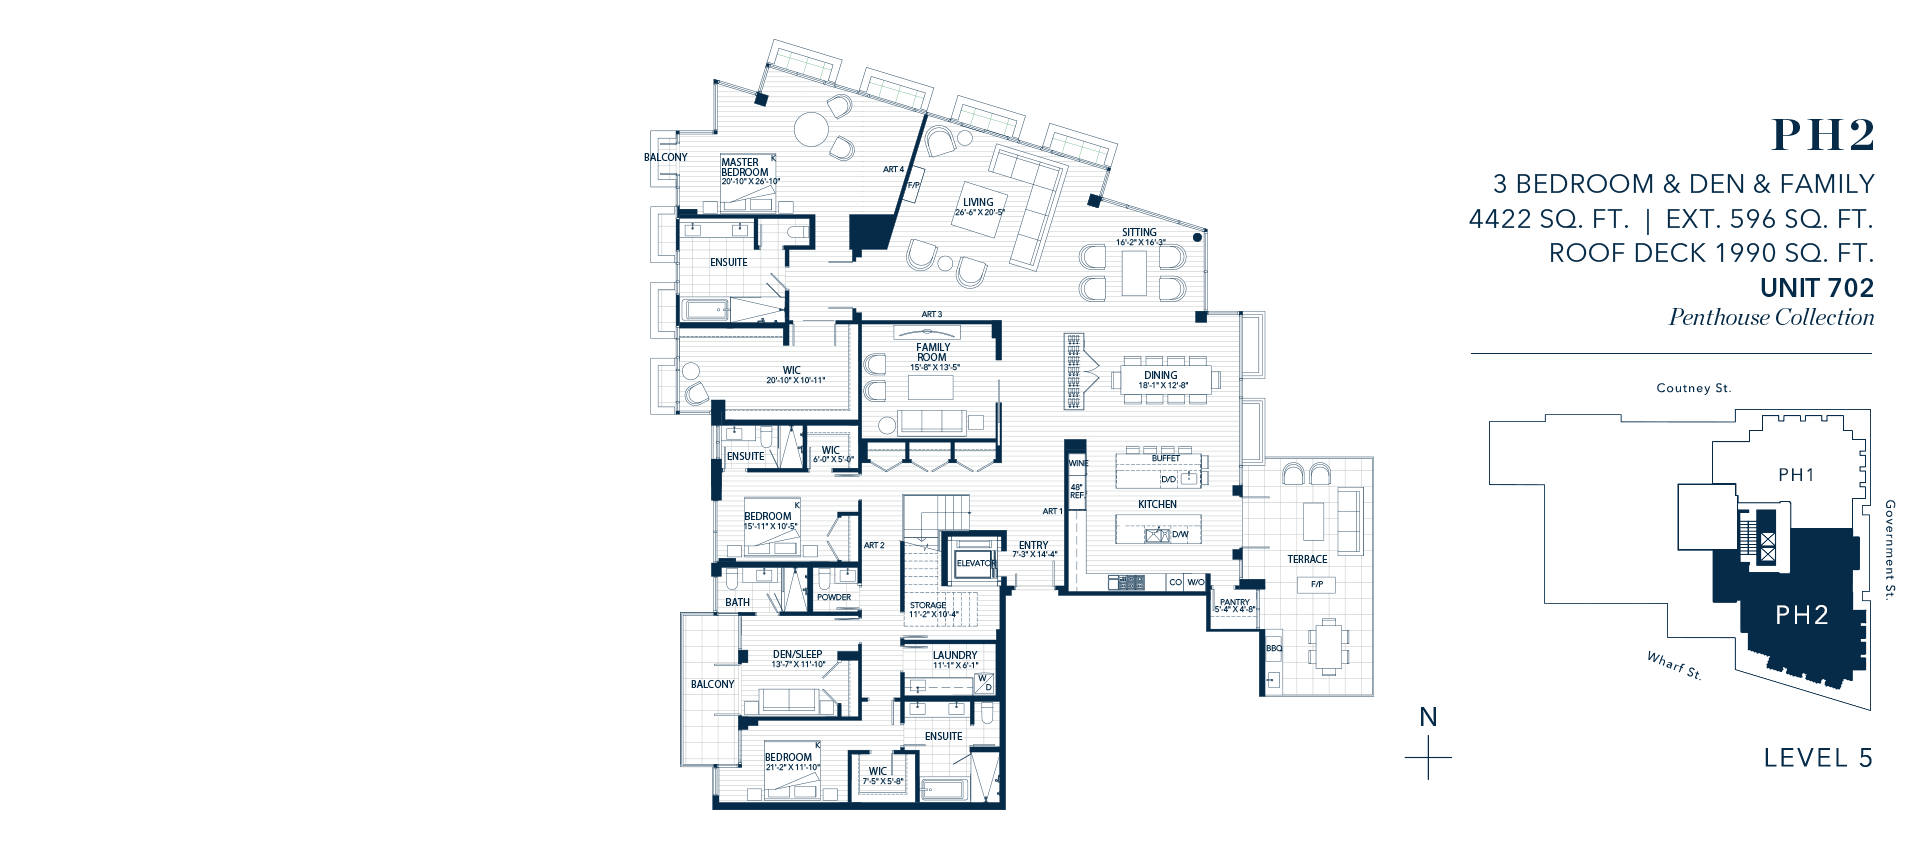 PH2
3 BEDROOM & DEN & FAMILY
4422 SQ. FT. | EXT. 596 SQ. FT.
ROOF DECK 1990 SQ. FT.
UNIT 702
Penthouse Collection
BALCONY
MASTER
BEDROOM
20'-10" X 26'-10"
K
ART 4
F/P
LIVING
26'-6" X 20'-5"
SITTING
16'-2" X 16'-3"
ENSUITE
ART 3
WIC
20'-10" X 10'-11"
FAMILY
ROOM
15'-8" X 13'-5"
DINING
18'-1" X 12'-8"
ENSUITE
WIC
6'-0" X 5'-0"
WINE
48"
REF.
BUFFET
D/D
KITCHEN
D/W
K
BEDROOM
15'-11" X 10'-5"
ART 1
ART 2
ENTRY
7'-3" X 14'-4"
ELEVATOR
CO
W/O
TERRACE
F/P
BATH
POWDER
STORAGE
11'-2" X 10'-4"
PANTRY
5'-4" X 4'-8"
BBQ
DEN/SLEEP
13'-7" X 11'-10"
LAUNDRY
11'-1" X 6'-1"
W
D
BALCONY
ENSUITE
K
BEDROOM
21'-2" X 11'-10"
WIC
7'-5" X 5'-8"
Coutney St.
PH1
Government St.
PH2
Wharf St.
N
LEVEL 5